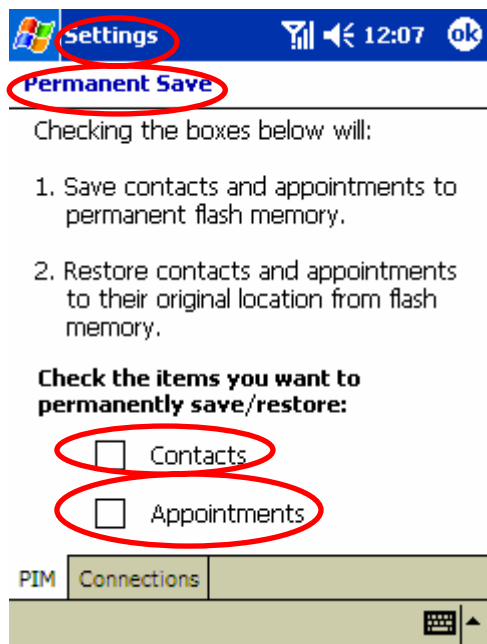 Settings 12:07 ok
Permanent Save
Checking the boxes below will:
1. Save contacts and appointments to
permanent flash memory.
2. Restore contacts and appointments
to their original location from flash
memory.
Check the items you want to
permanently save/restore:
Contacts
Appointments
PIM Connections